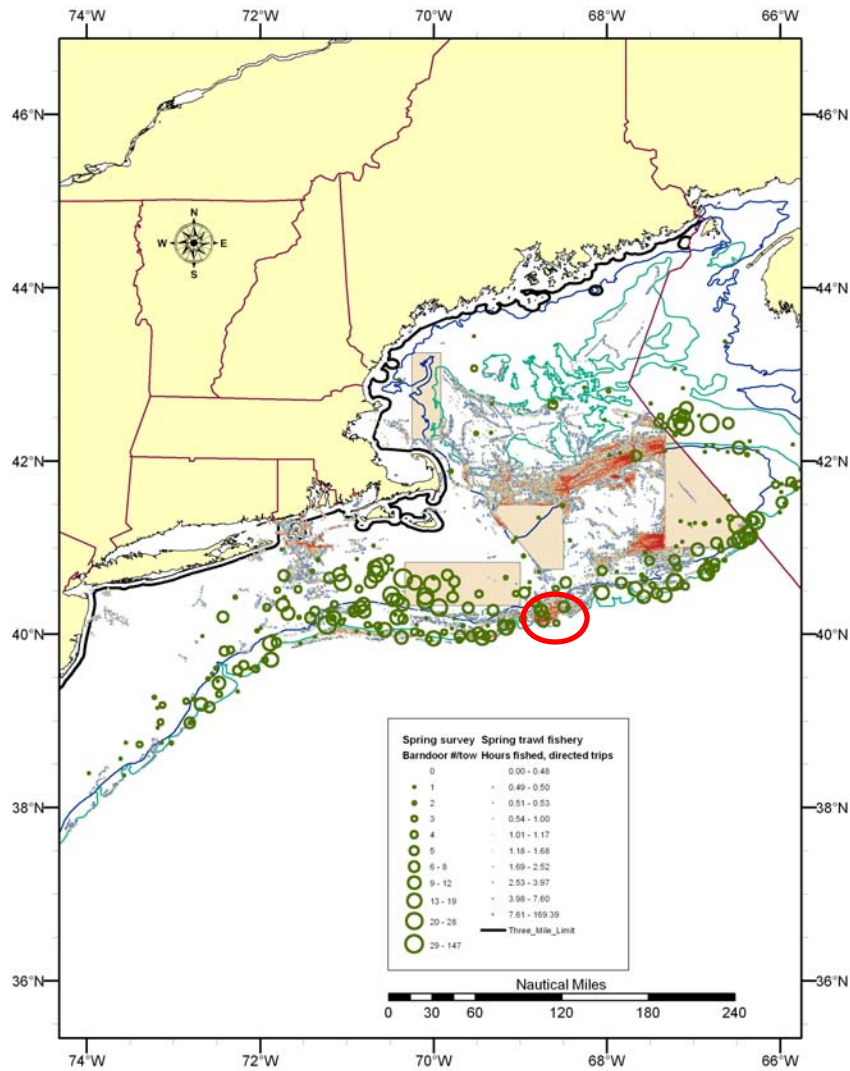 74°W 72°W 70°W 68°W 66°W
46°N 46°N
44°N 44°N
42°N 42°N
40°N 40°N
38°N 38°N
36°N 36°N
N
W E
S
Spring survey Spring trawl fishery
Barndoor #/tow Hours fished, directed trips
0 0.00 - 0.48
1 0.49 - 0.50
2 0.51 - 0.53
3 0.54 - 1.00
4 1.01 - 1.17
5 1.18 - 1.68
6 - 8 1.69 - 2.52
9 - 12 2.53 - 3.97
13 - 19 3.98 - 7.60
20 - 28 7.61 - 169.39
29 - 147 Three_Mile_Limit
Nautical Miles
0 30 60 120 180 240
74°W 72°W 70°W 68°W 66°W